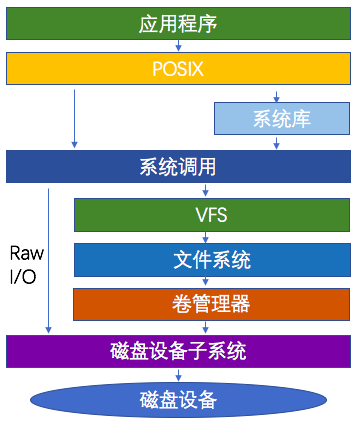 应用程序
POSIX
系统库
系统调用
VFS
文件系统
Raw
I/O
卷管理器
磁盘设备子系统
磁盘设备